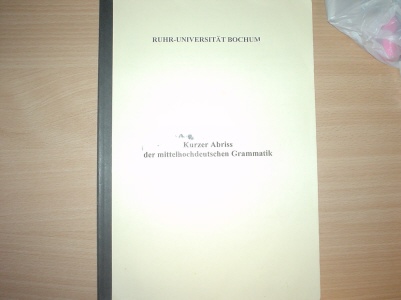 RUHR-UNIVERSITÄT BOCHUM
Kurzer Abriss
der mittelhochdeutschen Grammatik